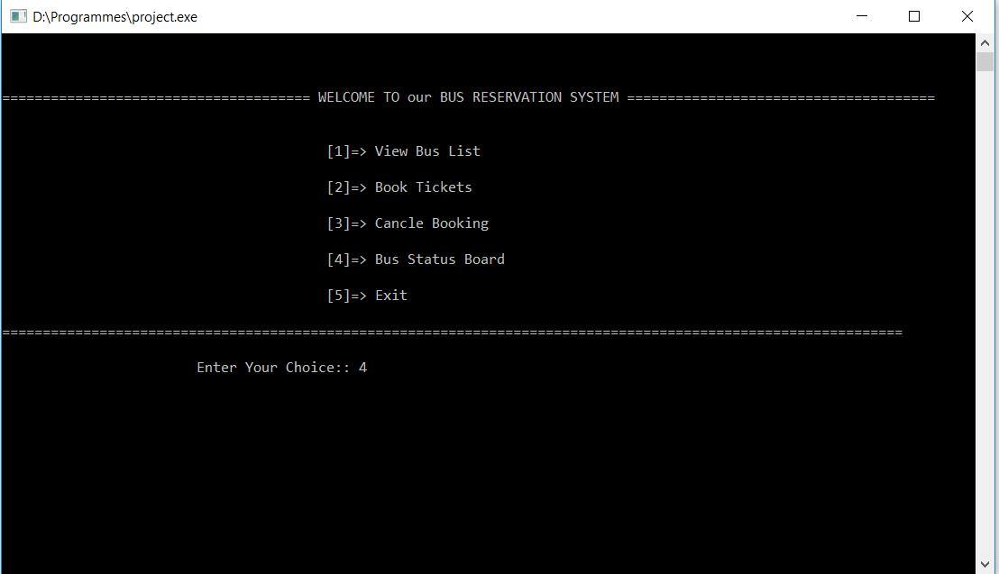 D:\Programmes\project.exe
====================================== WELCOME TO our BUS RESERVATION SYSTEM ======================================
[1]=> View Bus List
[2]=> Book Tickets
[3]=> Cancle Booking
[4]=> Bus Status Board
[5]=> Exit
===============================================================================================================
Enter Your Choice:: 4